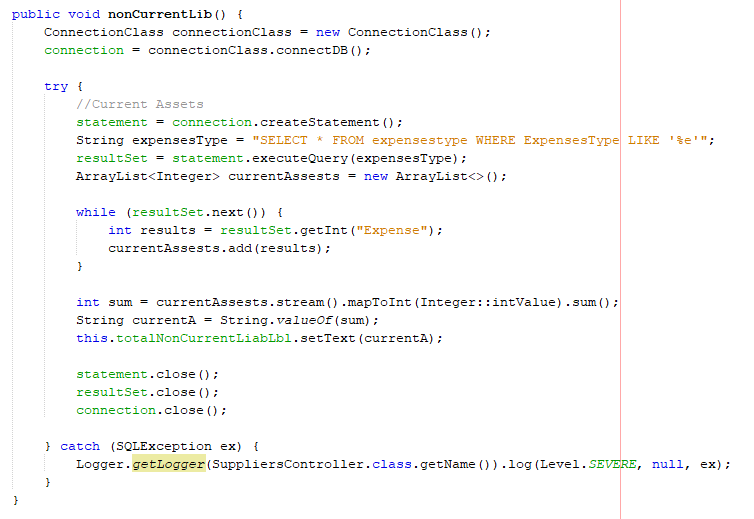 public void nonCurrentLib() {
    ConnectionClass connectionClass = new ConnectionClass();
    connection = connectionClass.connectDB();

    try {
        //Current Assets
        statement = connection.createStatement();
        String expensesType = "SELECT * FROM expensestype WHERE ExpensesType LIKE '%e'";
        resultSet = statement.executeQuery(expensesType);
        ArrayList<Integer> currentAssests = new ArrayList<>();

        while (resultSet.next()) {
            int results = resultSet.getInt("Expense");
            currentAssests.add(results);
        }

        int sum = currentAssests.stream().mapToInt(Integer::intValue).sum();
        String currentA = String.valueOf(sum);
        this.totalNonCurrentLiabLbl.setText(currentA);

        statement.close();
        resultSet.close();
        connection.close();

    } catch (SQLException ex) {
        Logger.getLogger(SuppliersController.class.getName()).log(Level.SEVERE, null, ex);
    }
}